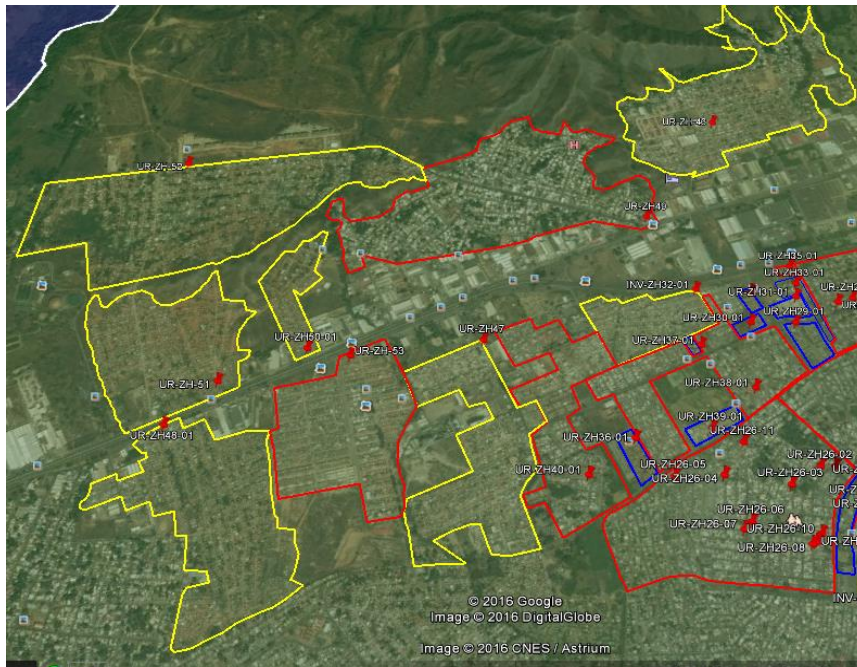 UR-ZH-49
UR-ZH-52
UR-ZH49
UR-ZH35-01
UR-ZH33-01
INV-ZH32-01
UR-ZH31-01
UR-ZH30-01
UR-ZH29-01
UR-ZH47
UR-ZH50-01
UR-ZH-53
UR-ZH37-01
UR-ZH-51
UR-ZH38-01
UR-ZH39-01
UR-ZH48-01
UR-ZH36-01
UR-ZH26-11
UR-ZH26-02
UR-ZH40-01
UR-ZH26-05
UR-ZH26-04
UR-ZH26-03
UR-ZH26-06
UR-ZH26-07
UR-ZH26-10
UR-ZH26-08
© 2016 Google
Image © 2016 DigitalGlobe
Image © 2016 CNES / Astrium